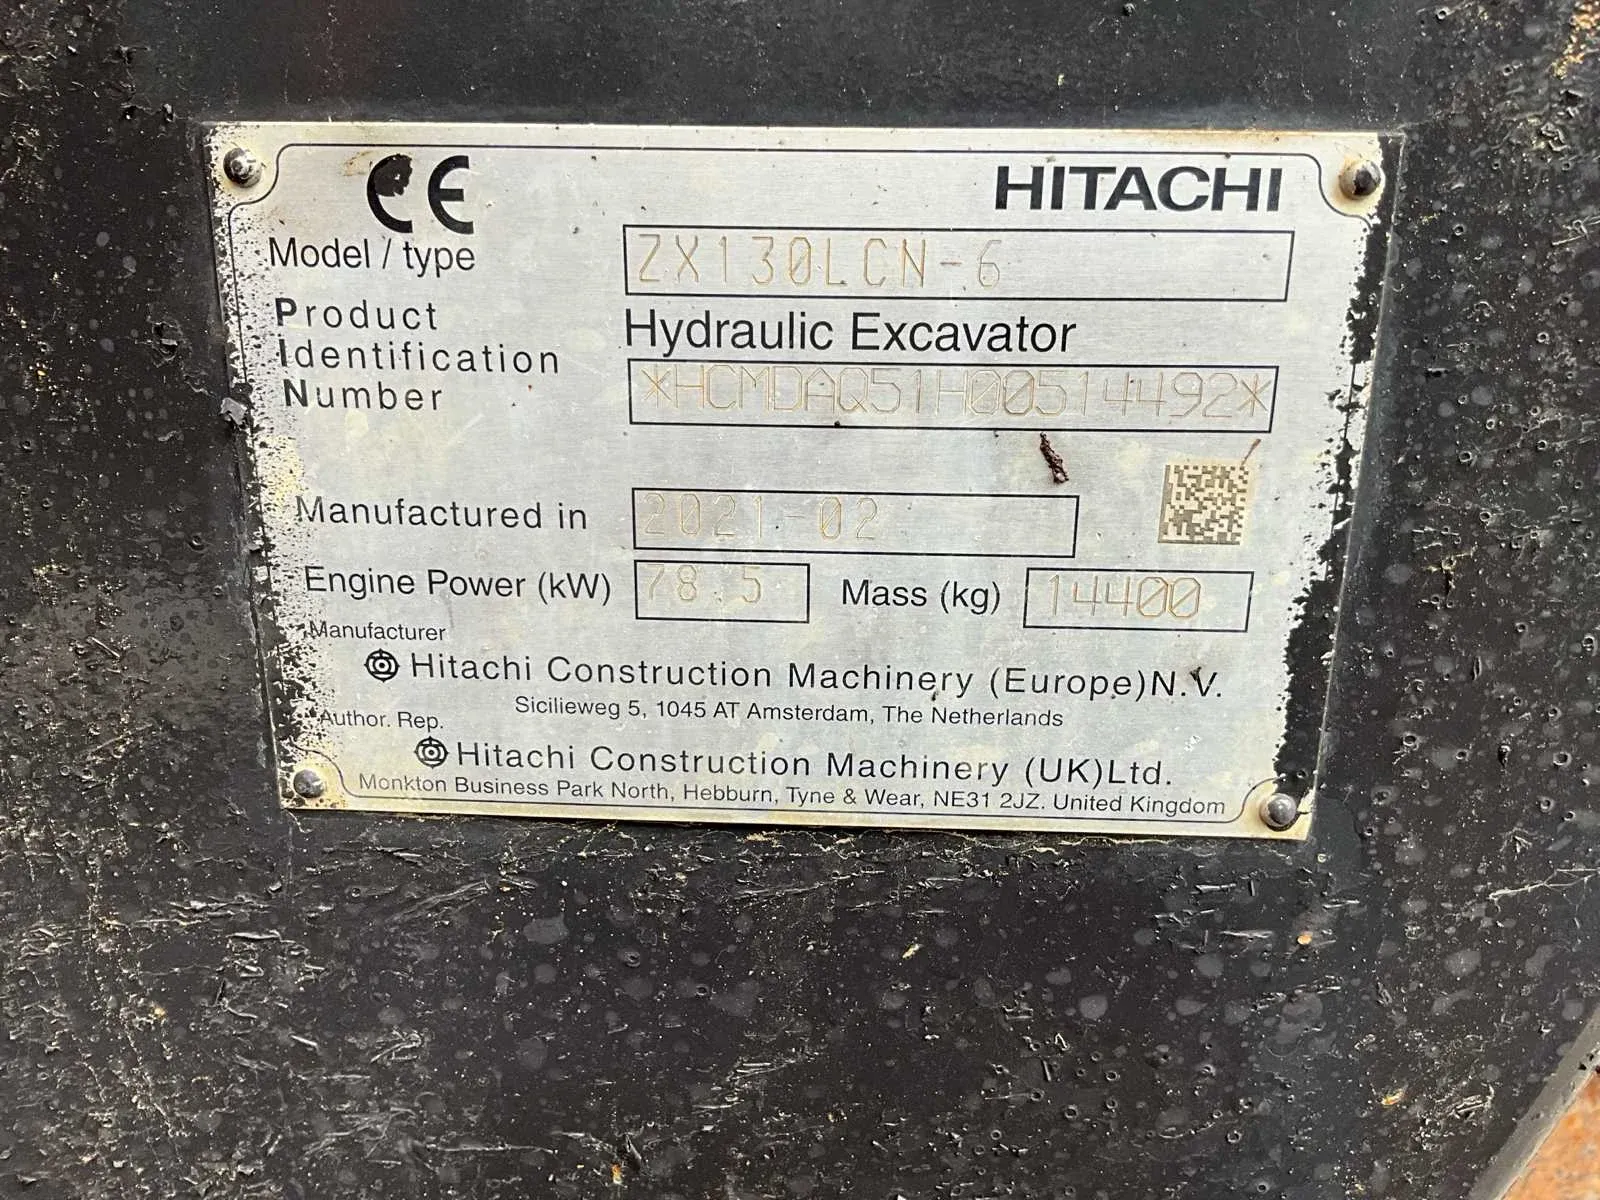 CE HITACHI
Model / type ZX130LCN-6
Hydraulic Excavator
Product
Identification
Number *HCMDAQ51H00514492*
Manufactured in 2021-02
Engine Power (kW) 78.5 Mass (kg) 14400
Manufacturer
Hitachi Construction Machinery (Europe)N.V.
Sicilieweg 5, 1045 AT Amsterdam, The Netherlands
Author. Rep.
Hitachi Construction Machinery (UK)Ltd.
Monkton Business Park North, Hebburn, Tyne & Wear, NE31 2JZ. United Kingdom